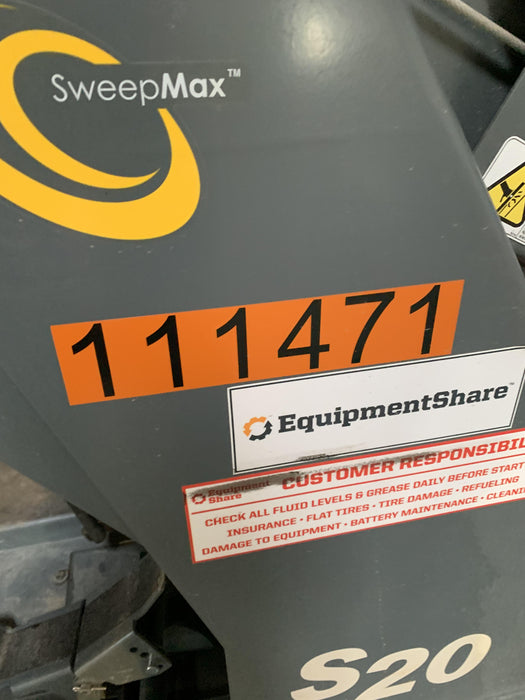 SweepMax™
111471
EquipmentShare™
Equipment
Share
CUSTOMER RESPONSIBIL
CHECK ALL FLUID LEVELS & GREASE DAILY BEFORE START
INSURANCE • FLAT TIRES • TIRE DAMAGE • REFUELING
DAMAGE TO EQUIPMENT • BATTERY MAINTENANCE • CLEANI
S20